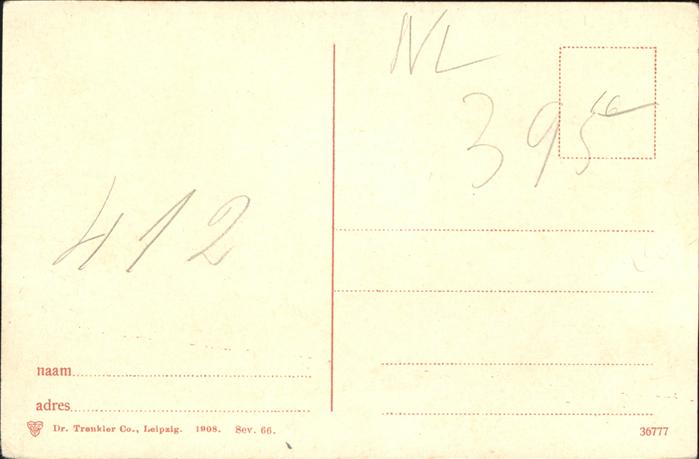 NL
395
412
naam
adres
Dr. Trenkler Co., Leipzig. 1908. Sev. 66.
36777